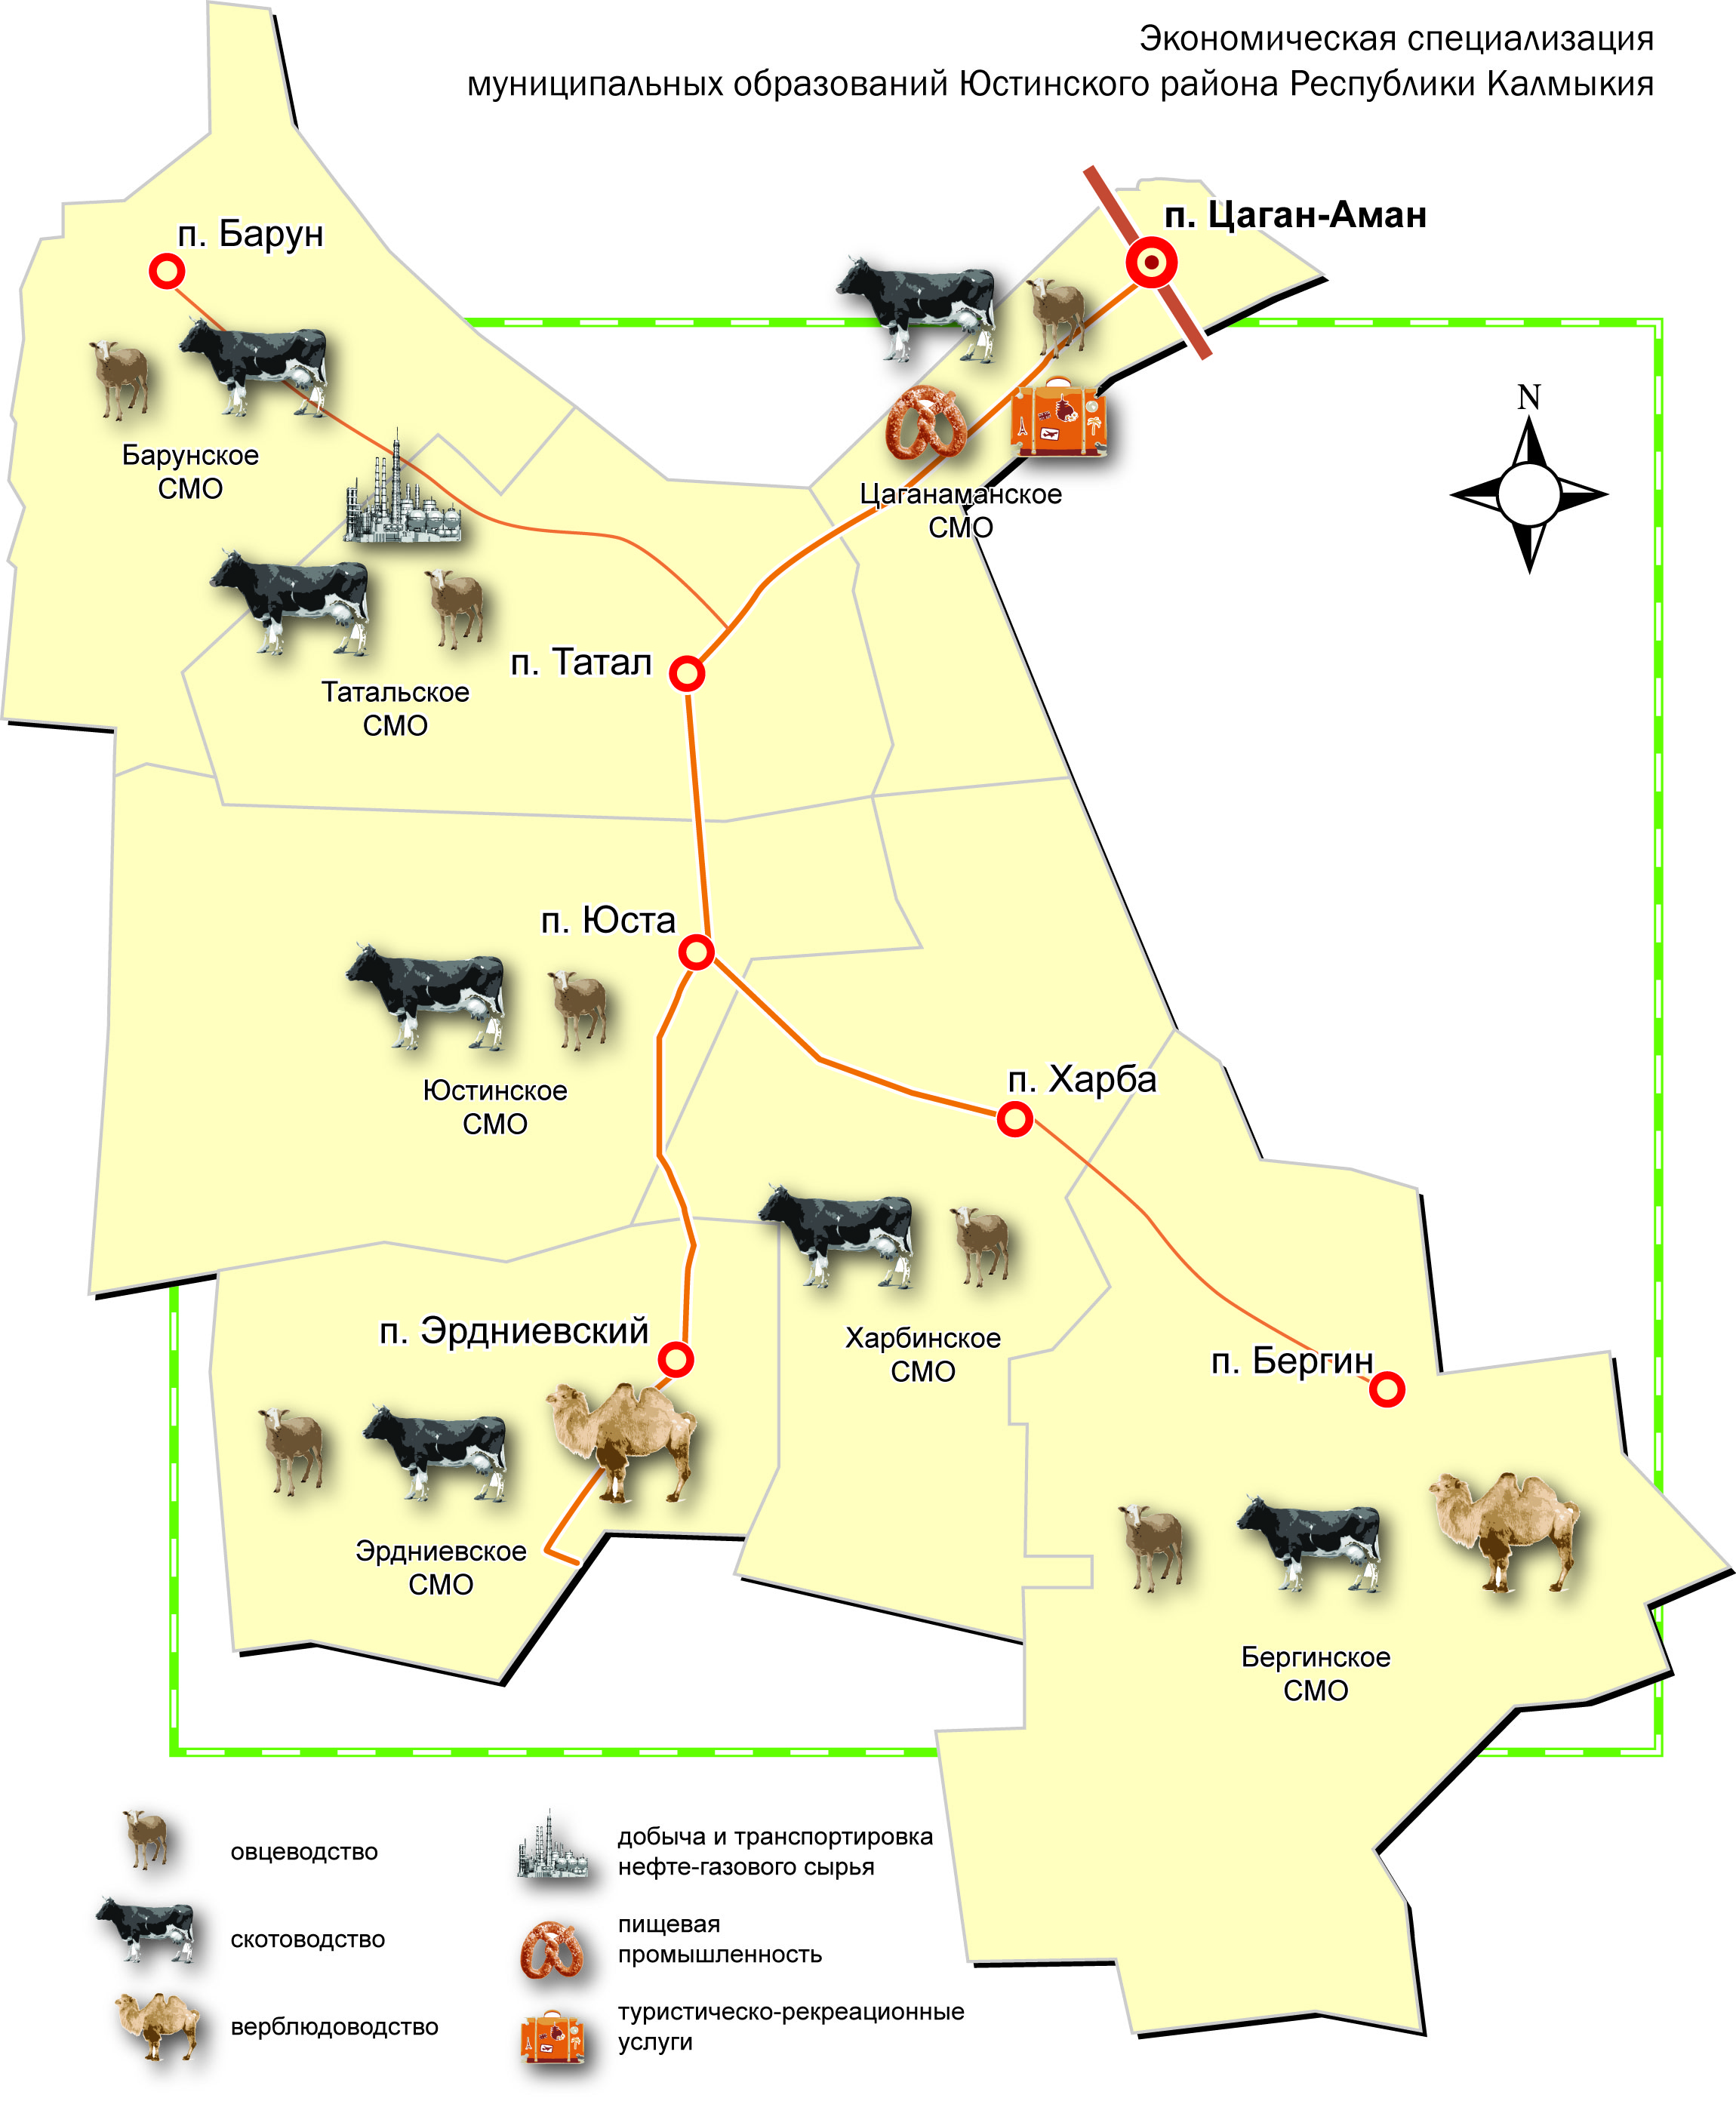 Экономическая специализация
муниципальных образований Юстинского района Республики Калмыкия
п. Цаган-Аман
п. Барун
N
Барунское
СМО
Цаганаманское
СМО
п. Татал
Татальское
СМО
п. Юста
Юстинское
СМО
п. Харба
Харбинское
СМО
п. Эрдниевский
п. Бергин
Эрдниевское
СМО
Бергинское
СМО
овцеводство
скотоводство
верблюдоводство
добыча и транспортировка
нефте-газового сырья
пищевая
промышленность
туристическо-рекреационные
услуги